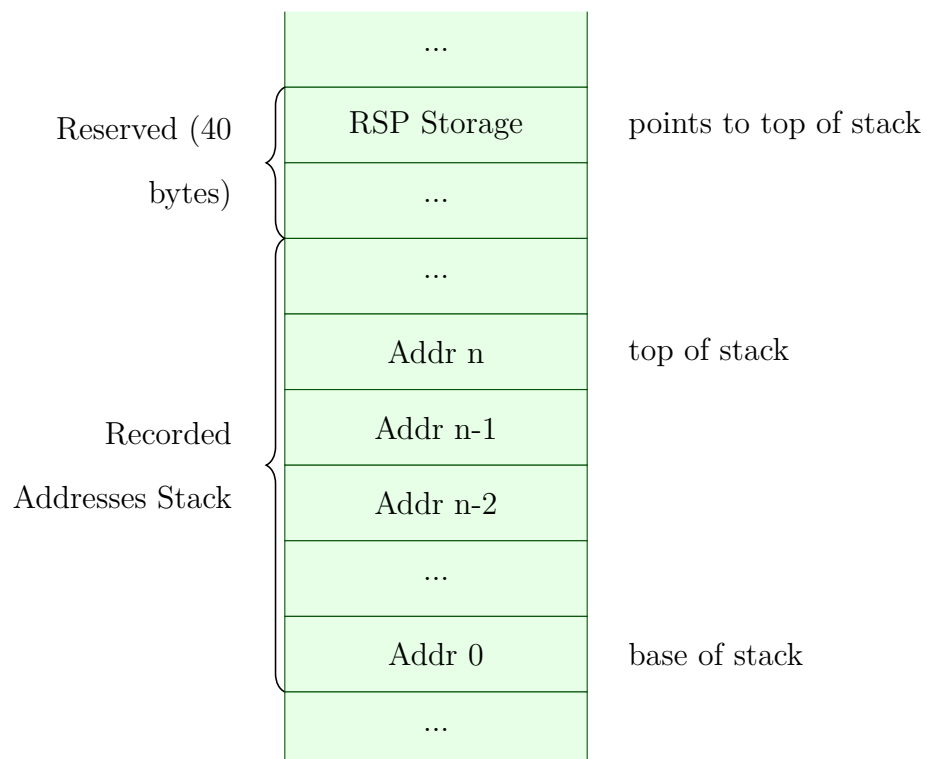 ...
Reserved (40
bytes)
RSP Storage
points to top of stack
...
...
Addr n
top of stack
Addr n-1
Recorded
Addresses Stack
Addr n-2
...
Addr 0
base of stack
...